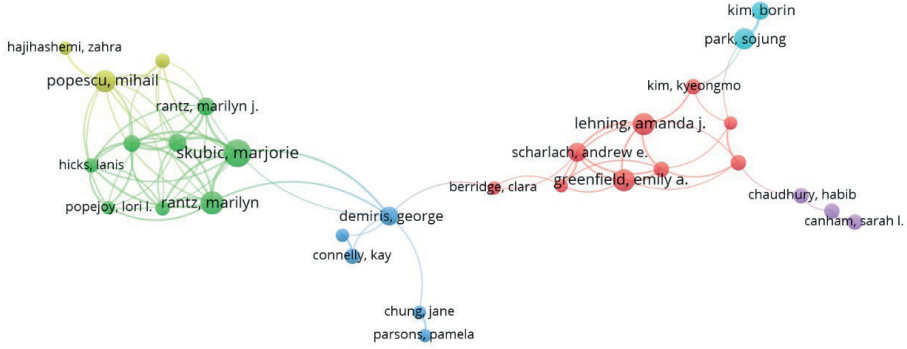 kim, borin
park, sojung
hajihashemi, zahra
popescu, mihail
kim, kyeongmo
rantz, marilyn j.
lehning, amanda j.
skubic, marjorie
scharlach, andrew e.
hicks, lanis
greenfield, emily a.
berridge, clara
chaudhury, habib
popejoy, lori l.
rantz, marilyn
demiris, george
canham, sarah l.
connelly, kay
chung, jane
parsons, pamela